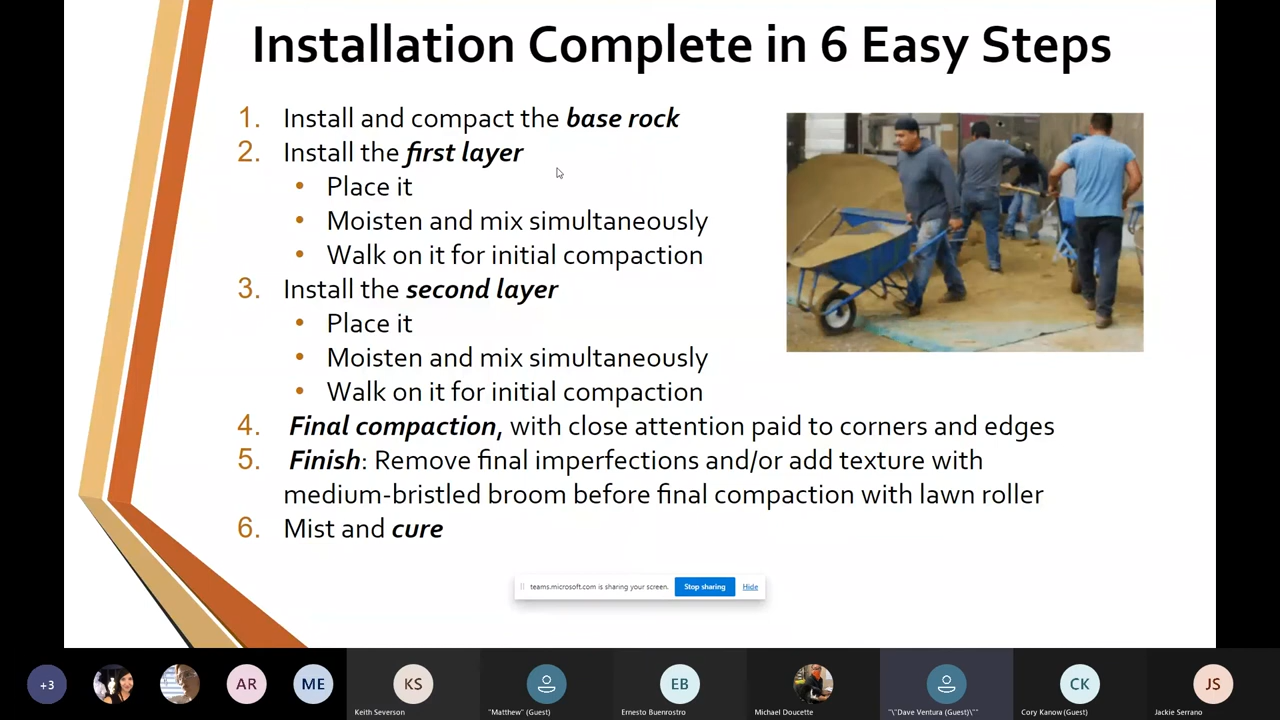 Installation Complete in 6 Easy Steps
1. Install and compact the base rock
2. Install the first layer
• Place it
• Moisten and mix simultaneously
• Walk on it for initial compaction
3. Install the second layer
• Place it
• Moisten and mix simultaneously
• Walk on it for initial compaction
4. Final compaction, with close attention paid to corners and edges
5. Finish: Remove final imperfections and/or add texture with
medium-bristled broom before final compaction with lawn roller
6. Mist and cure
teams.microsoft.com is sharing your screen. Stop sharing Hide
+3 AR ME KS EB CK JS
Keith Severson "Matthew" (Guest) Ernesto Buenrostro Michael Doucette "\"Dave Ventura (Guest)\"" Cory Kanow (Guest) Jackie Serrano